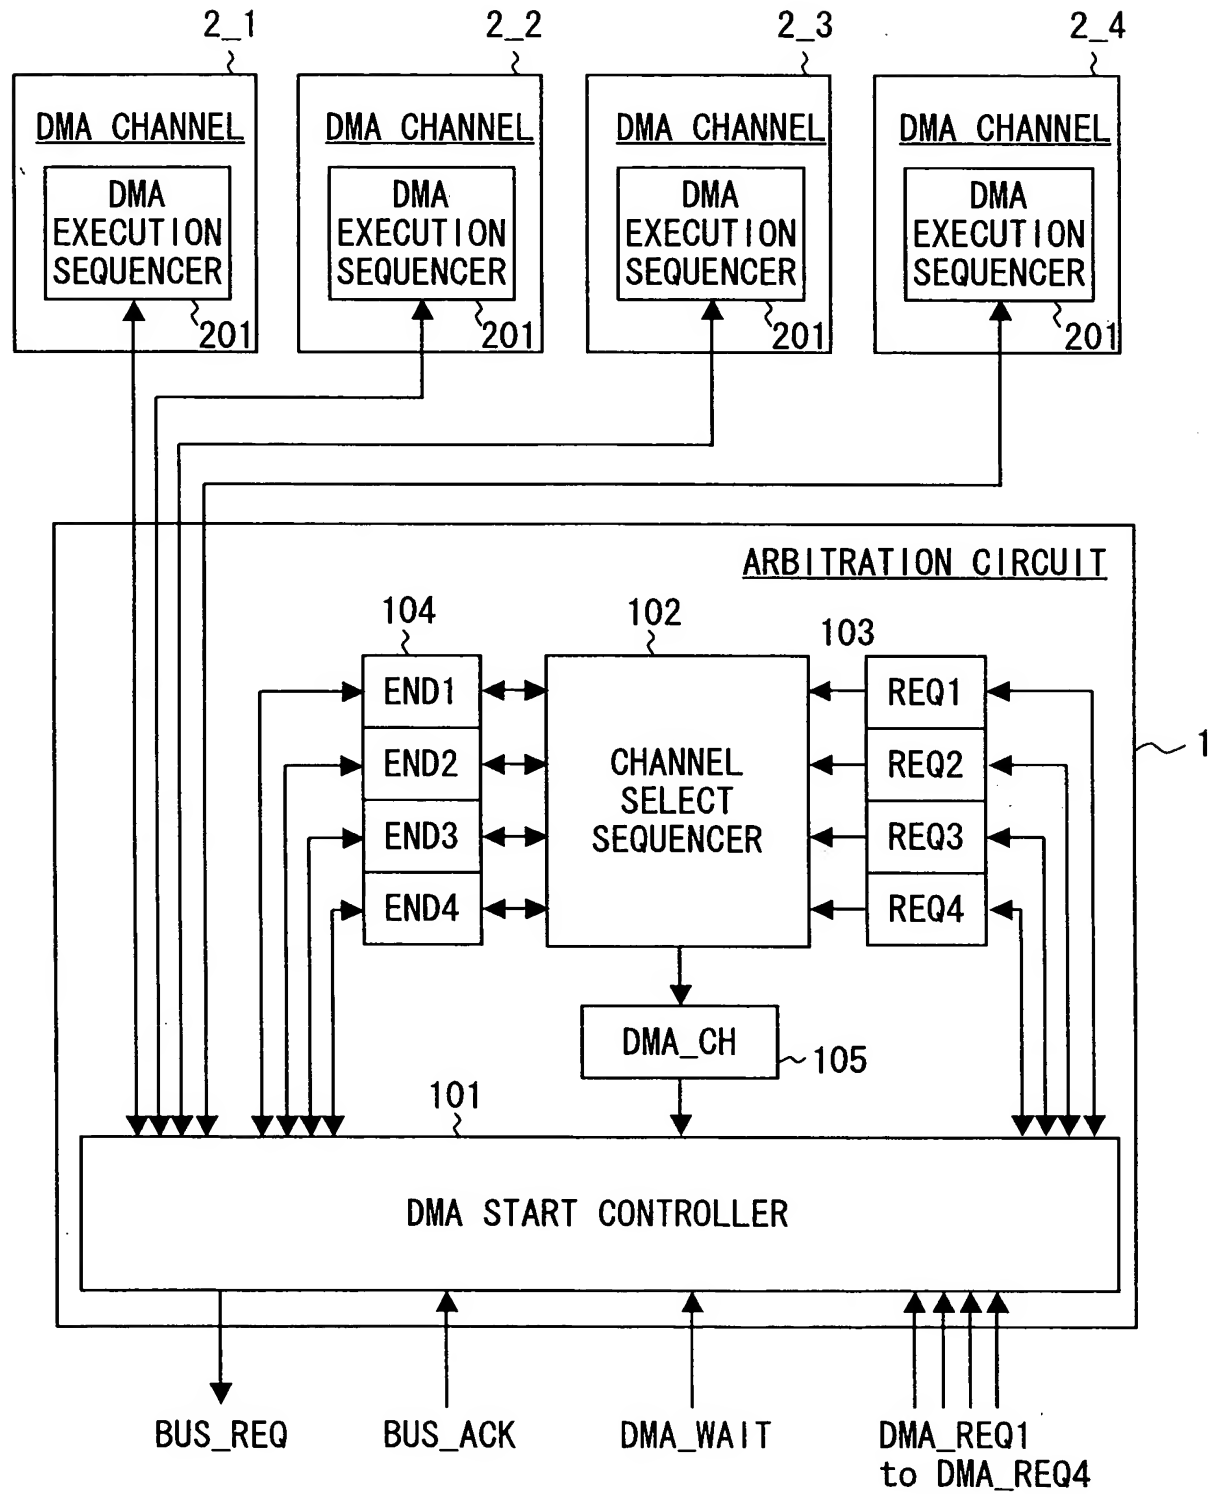 2_1 2_2 2_3 2_4
DMA CHANNEL DMA CHANNEL DMA CHANNEL DMA CHANNEL
DMA DMA DMA DMA
EXECUTION EXECUTION EXECUTION EXECUTION
SEQUENCER SEQUENCER SEQUENCER SEQUENCER
201 201 201 201
ARBITRATION CIRCUIT
104 102 103
END1 REQ1
END2 REQ2
END3 REQ3
END4 REQ4
CHANNEL
SELECT
SEQUENCER
1
DMA_CH
105
101
DMA START CONTROLLER
BUS_REQ BUS_ACK DMA_WAIT DMA_REQ1
to DMA_REQ4